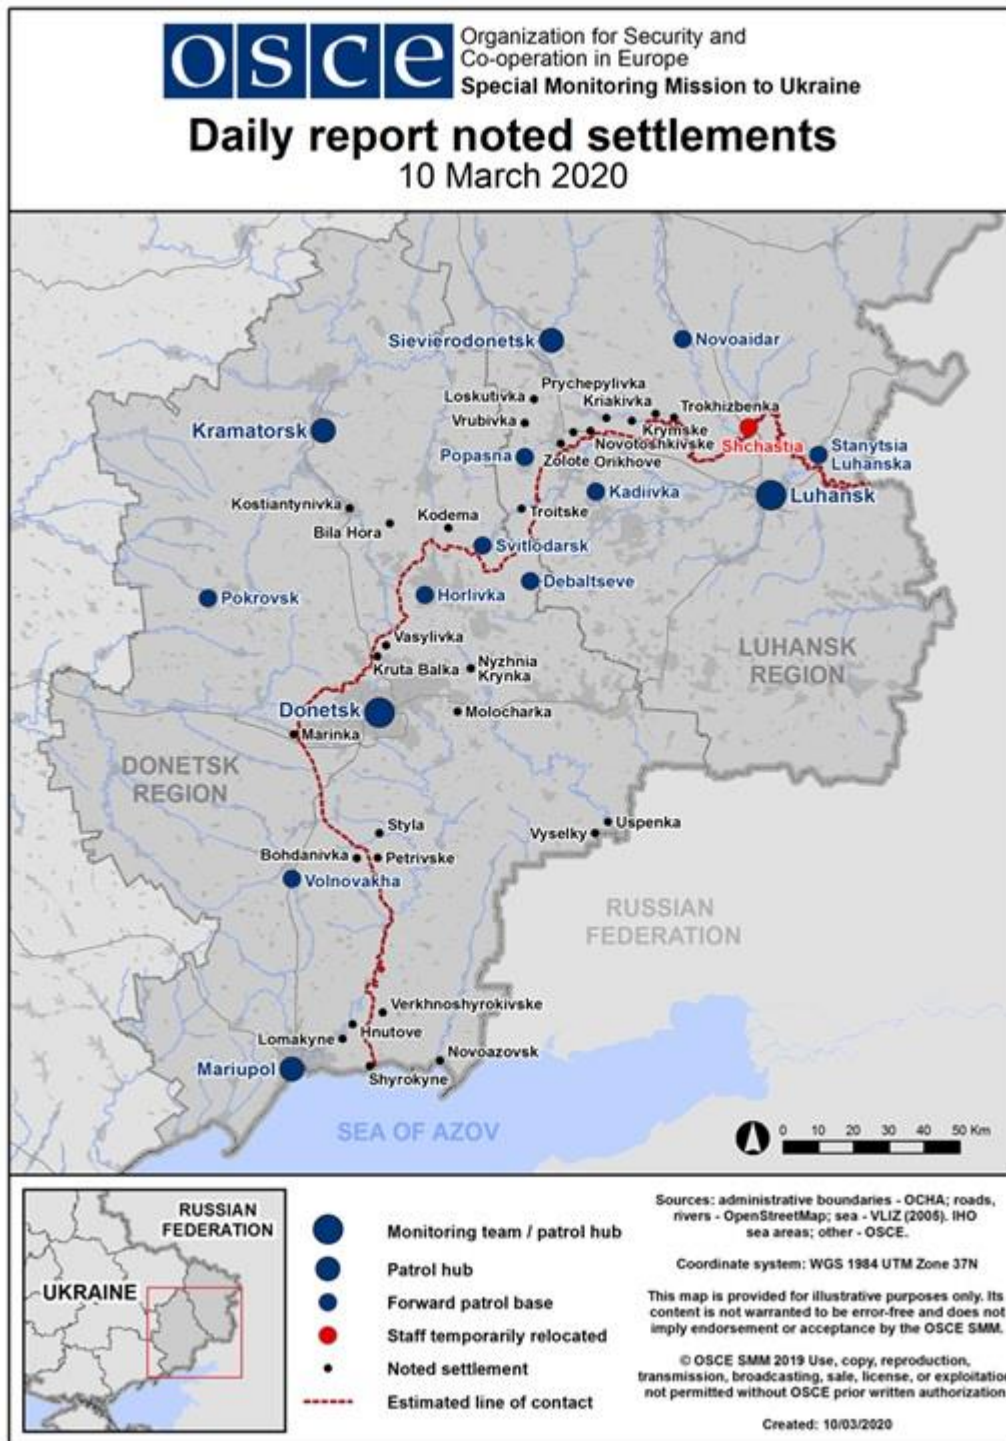 osce
Organization for Security and
Co-operation in Europe
Special Monitoring Mission to Ukraine
Daily report noted settlements
10 March 2020
Sievierodonetsk
Novoaidar
Prychepylivka
Loskutivka
Kriakivka
Trokhizbenka
Vrubivka
Krymske
Kramatorsk
Shchastia
Novotoshkivske
Stanytsia
Luhanska
Popasna
Zolote
Orikhove
Kadiivka
Luhansk
Kostiantynivka
Kodema
Troitske
Bila Hora
Svitlodarsk
Debaltseve
Pokrovsk
Horlivka
Vasylivka
LUHANSK
REGION
Kruta Balka
Nyzhnia
Krynka
Donetsk
Molocharka
Marinka
DONETSK
REGION
Styla
Uspenka
Vyselky
Bohdanivka
Petrivske
Volnovakha
RUSSIAN
FEDERATION
Verkhnoshyrokivske
Hnutove
Lomakyne
Novoazovsk
Mariupol
Shyrokyne
SEA OF AZOV
0 10 20 30 40 50 Km
RUSSIAN
FEDERATION
UKRAINE
Monitoring team / patrol hub
Patrol hub
Forward patrol base
Staff temporarily relocated
Noted settlement
Estimated line of contact
Sources: administrative boundaries - OCHA; roads,
rivers - OpenStreetMap; sea - VLIZ (2005). IHO
sea areas; other - OSCE.
Coordinate system: WGS 1984 UTM Zone 37N
This map is provided for illustrative purposes only. Its
content is not warranted to be error-free and does not
imply endorsement or acceptance by the OSCE SMM.
© OSCE SMM 2019 Use, copy, reproduction,
transmission, broadcasting, sale, license, or exploitation
not permitted without OSCE prior written authorization
Created: 10/03/2020